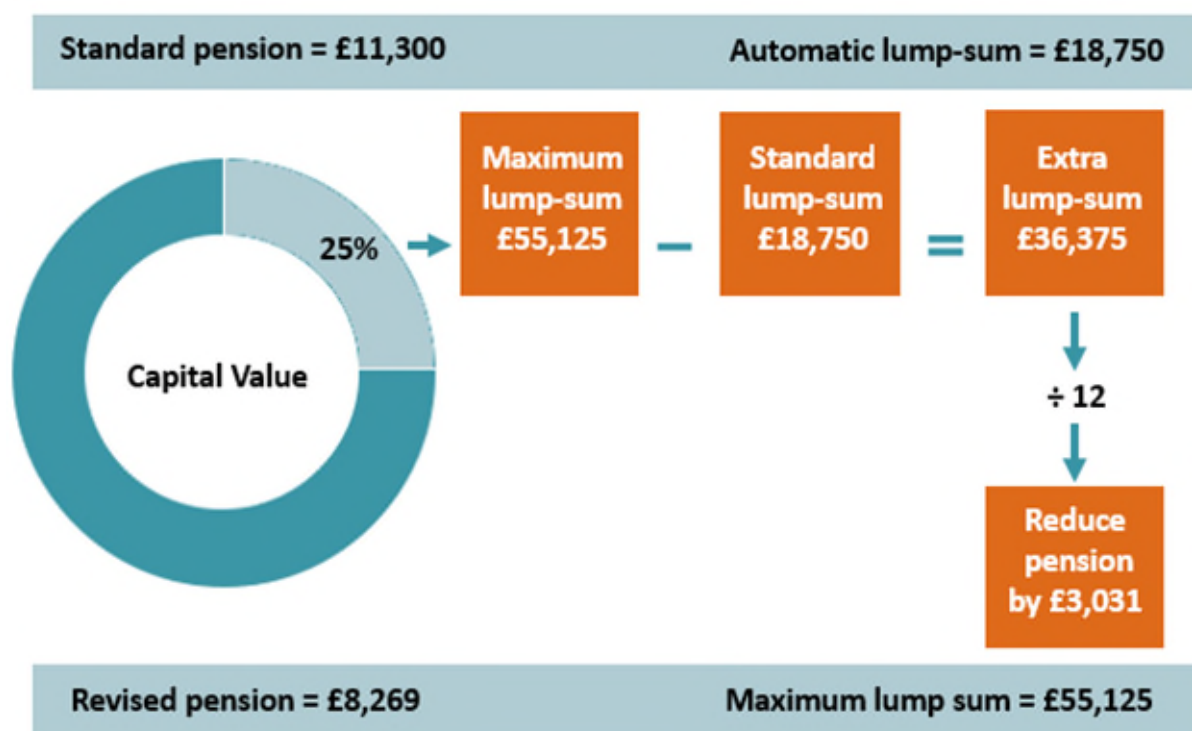 Standard pension = £11,300
Automatic lump-sum = £18,750
Maximum
lump-sum
£55,125
–
Standard
lump-sum
£18,750
=
Extra
lump-sum
£36,375
25%
Capital Value
÷ 12
Reduce
pension
by £3,031
Revised pension = £8,269
Maximum lump sum = £55,125